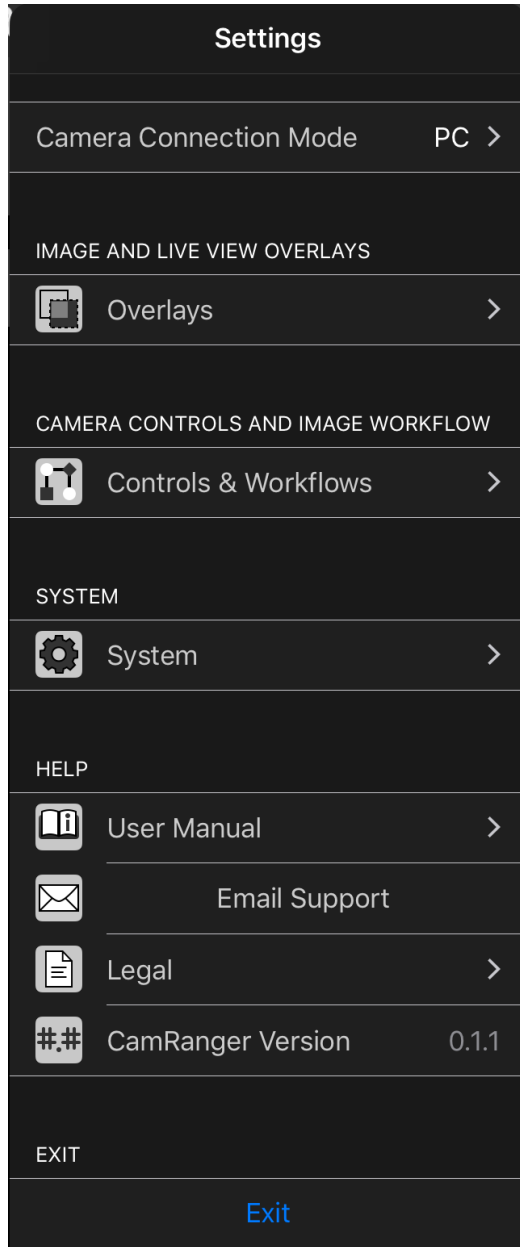 Settings
Camera Connection Mode PC
IMAGE AND LIVE VIEW OVERLAYS
Overlays
CAMERA CONTROLS AND IMAGE WORKFLOW
Controls & Workflows
SYSTEM
System
HELP
User Manual
Email Support
Legal
#.# CamRanger Version 0.1.1
EXIT
Exit